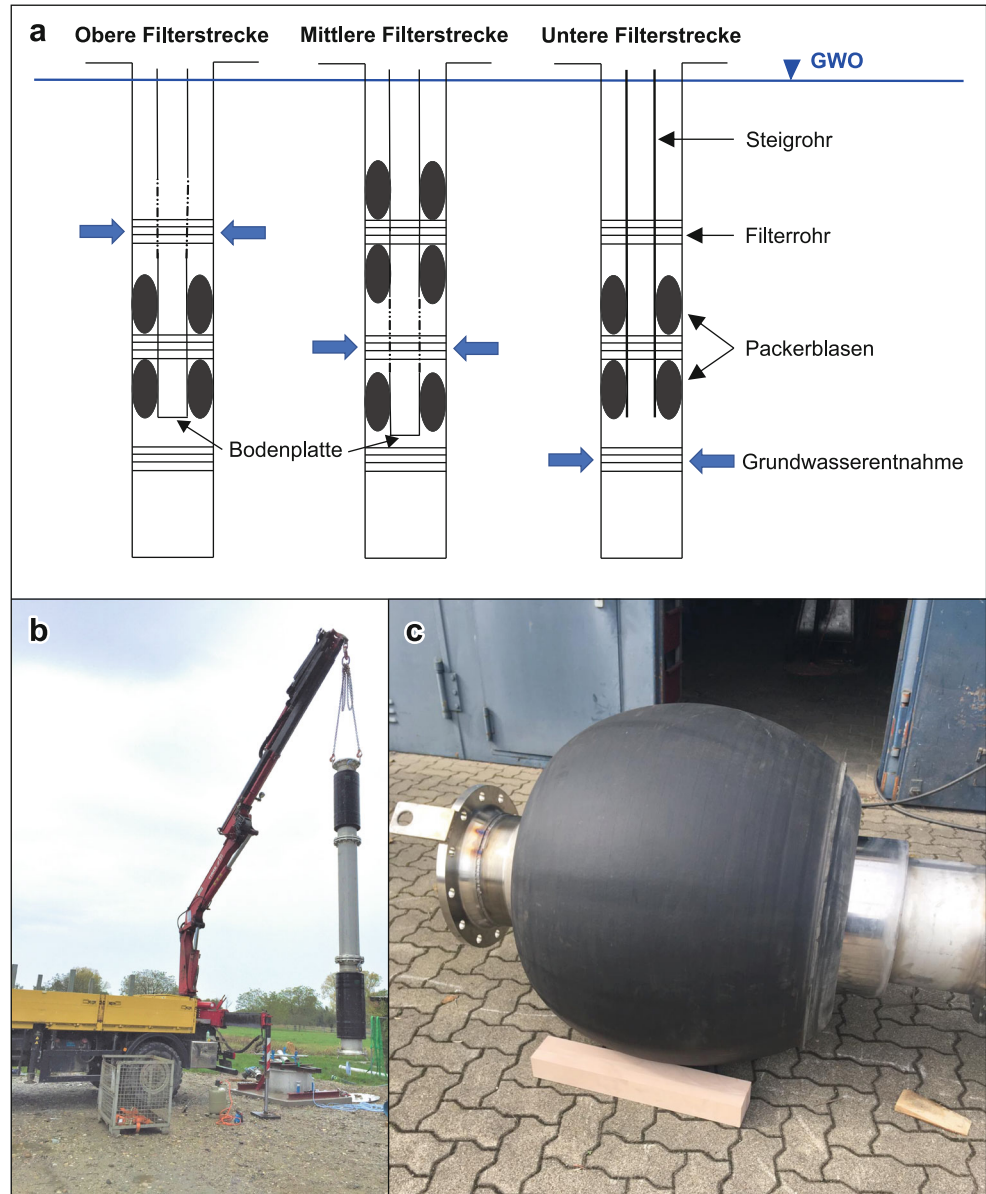 a
Obere Filterstrecke
Mittlere Filterstrecke
Untere Filterstrecke
GWO
Steigrohr
Filterrohr
Packerblasen
Bodenplatte
Grundwasserentnahme
b
c